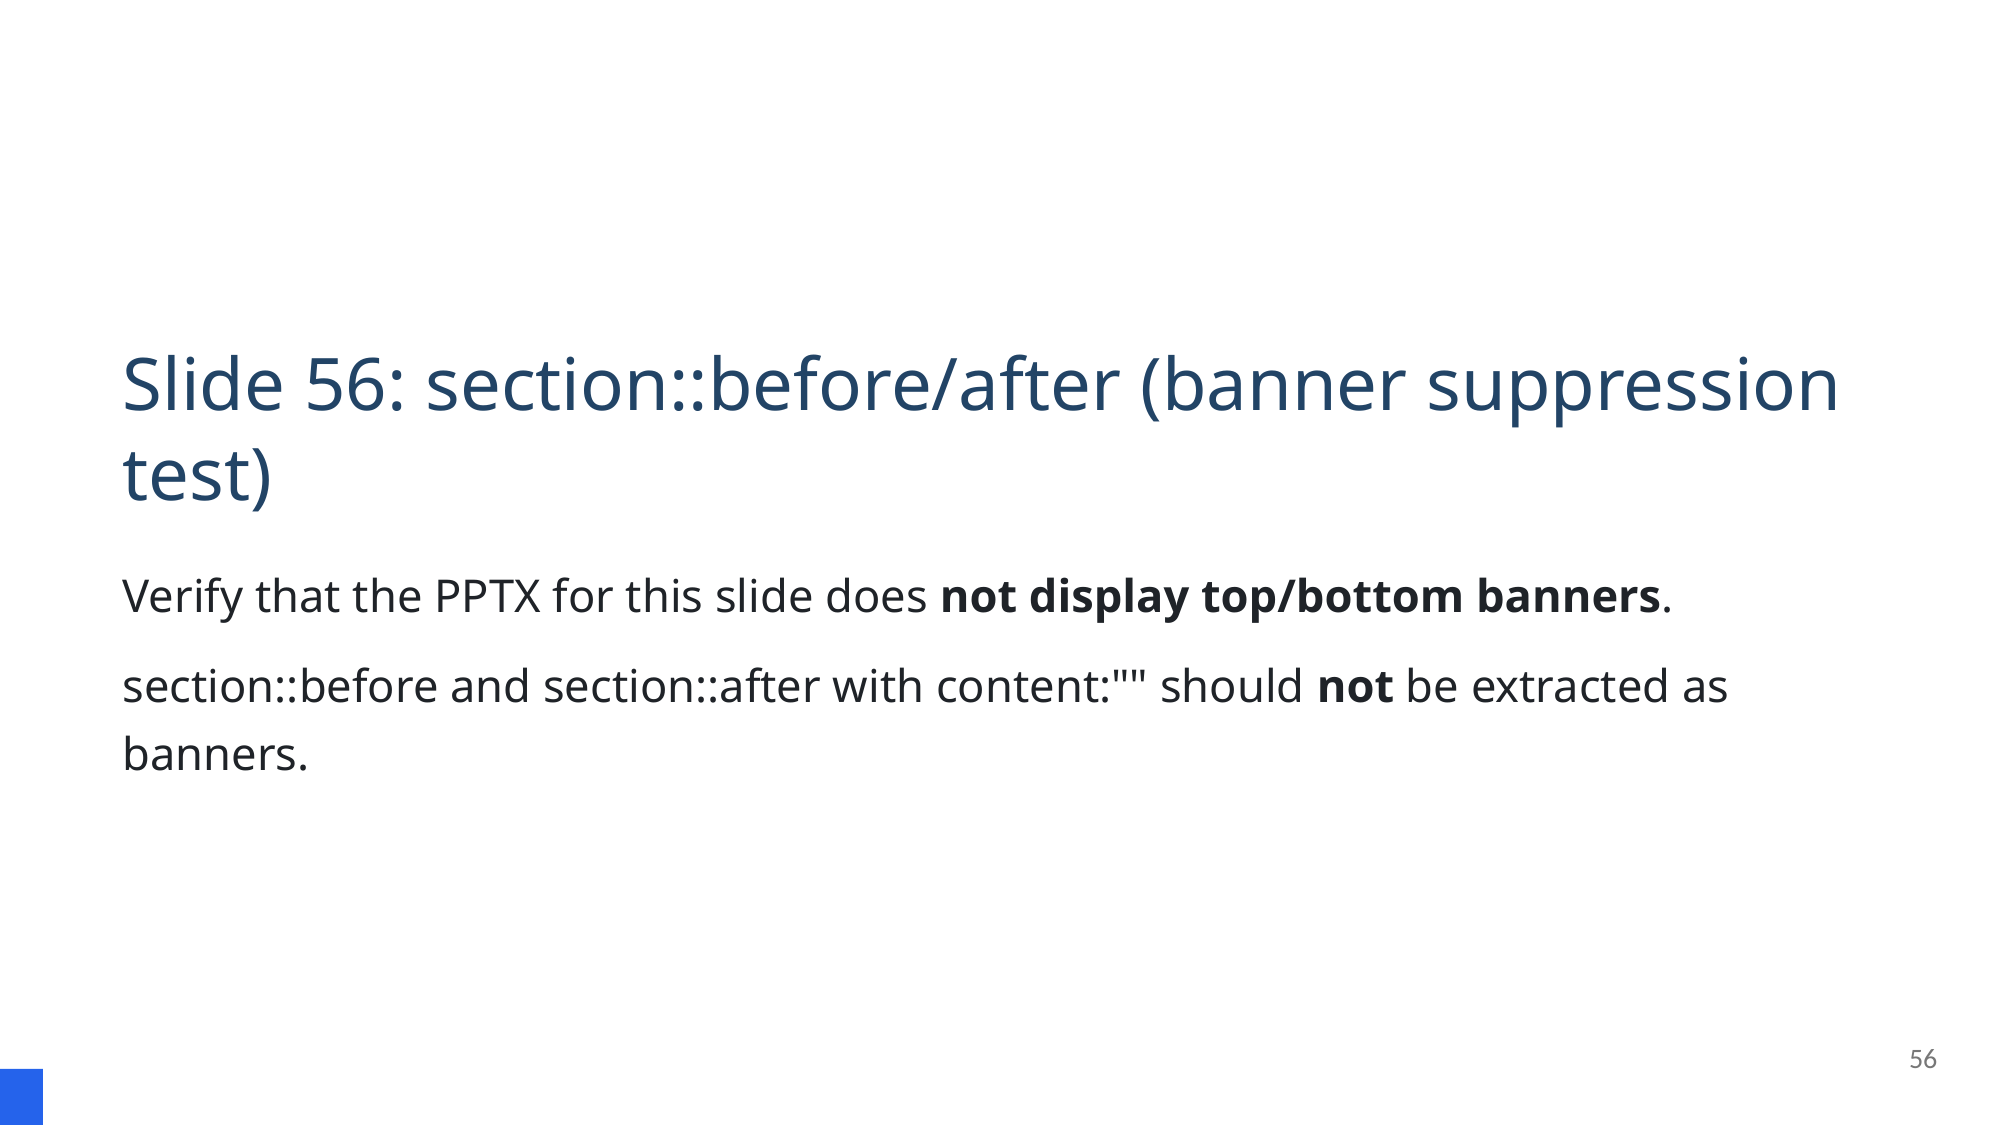 Slide 56: section::before/after (banner suppression
test)
Verify that the PPTX for this slide does not display top/bottom banners.
section::before and section::after with content:"" should not be extracted as
banners.
56